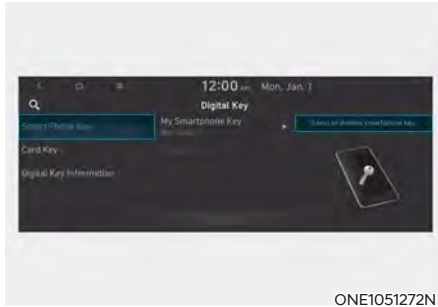 12:00 AM Mon, Jan. 1
Digital Key
Smart Phone Key
My Smartphone Key
Card Key
Digital Key Information
ONE1051272N